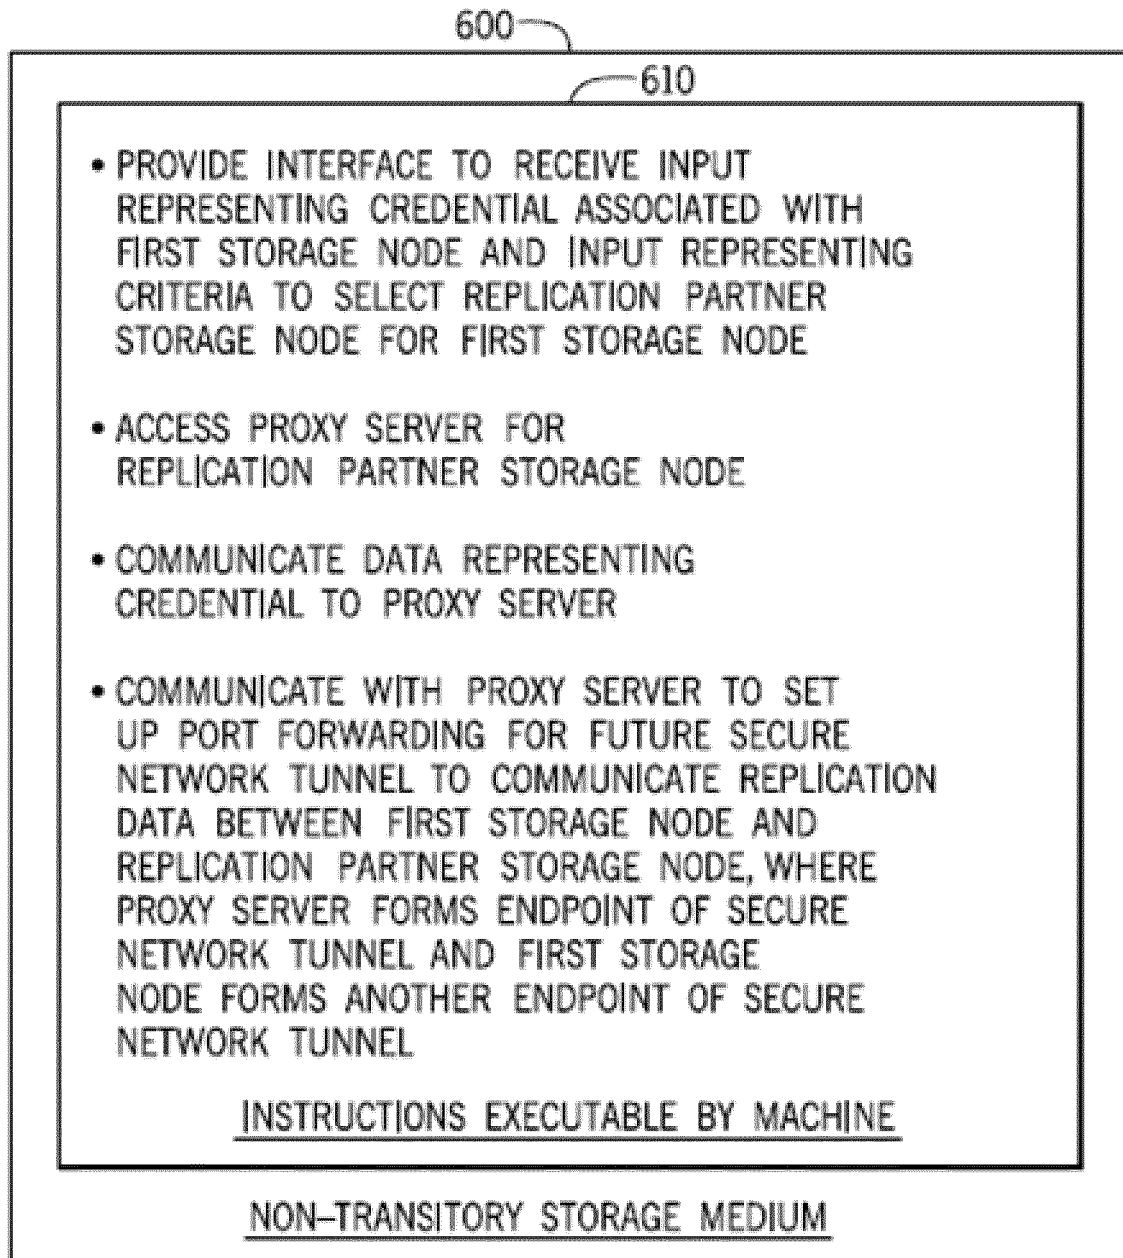 600
610
• PROVIDE INTERFACE TO RECEIVE INPUT
REPRESENTING CREDENTIAL ASSOCIATED WITH
FIRST STORAGE NODE AND INPUT REPRESENTING
CRITERIA TO SELECT REPLICATION PARTNER
STORAGE NODE FOR FIRST STORAGE NODE
• ACCESS PROXY SERVER FOR
REPLICATION PARTNER STORAGE NODE
• COMMUNICATE DATA REPRESENTING
CREDENTIAL TO PROXY SERVER
• COMMUNICATE WITH PROXY SERVER TO SET
UP PORT FORWARDING FOR FUTURE SECURE
NETWORK TUNNEL TO COMMUNICATE REPLICATION
DATA BETWEEN FIRST STORAGE NODE AND
REPLICATION PARTNER STORAGE NODE, WHERE
PROXY SERVER FORMS ENDPOINT OF SECURE
NETWORK TUNNEL AND FIRST STORAGE
NODE FORMS ANOTHER ENDPOINT OF SECURE
NETWORK TUNNEL
INSTRUCTIONS EXECUTABLE BY MACHINE
NON-TRANSITORY STORAGE MEDIUM